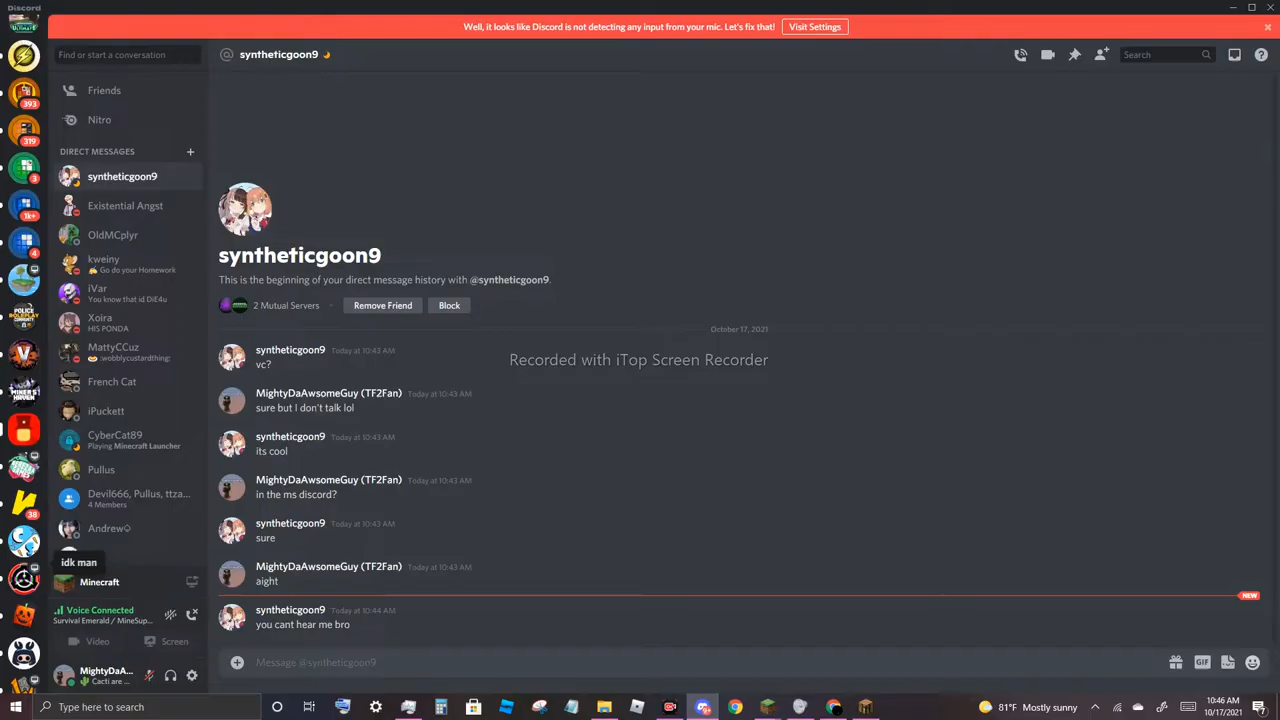 Discord
Well, it looks like Discord is not detecting any input from your mic. Let's fix that!
Visit Settings
Find or start a conversation
syntheticgoon9
Search
Friends
Nitro
DIRECT MESSAGES
syntheticgoon9
Existential Angst
OldMCplyr
kweiny
Go do your Homework
iVar
You know that id DiE4u
Xoira
HIS PONDA
MattyCCuz
:wobblycustardthing:
French Cat
iPuckett
CyberCat89
Playing Minecraft Launcher
Pullus
Devil666, Pullus, ttza...
4 Members
Andrew
idk man
Minecraft
Voice Connected
Survival Emerald / MineSup...
Video
Screen
MightyDaA...
Cacti are ...
393
319
3
1k+
4
38
syntheticgoon9
This is the beginning of your direct message history with @syntheticgoon9.
2 Mutual Servers
Remove Friend
Block
October 17, 2021
Recorded with iTop Screen Recorder
syntheticgoon9 Today at 10:43 AM
vc?
MightyDaAwsomeGuy (TF2Fan) Today at 10:43 AM
sure but I don't talk lol
syntheticgoon9 Today at 10:43 AM
its cool
MightyDaAwsomeGuy (TF2Fan) Today at 10:43 AM
in the ms discord?
syntheticgoon9 Today at 10:43 AM
sure
MightyDaAwsomeGuy (TF2Fan) Today at 10:43 AM
aight
NEW
syntheticgoon9 Today at 10:44 AM
you cant hear me bro
Message @syntheticgoon9
GIF
Type here to search
81°F Mostly sunny
10:46 AM
10/17/2021